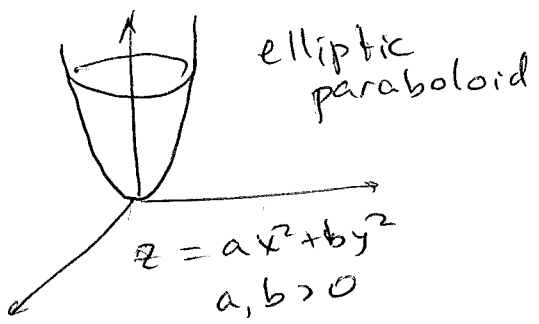 elliptic
paraboloid
z = ax²+by²
a, b > 0